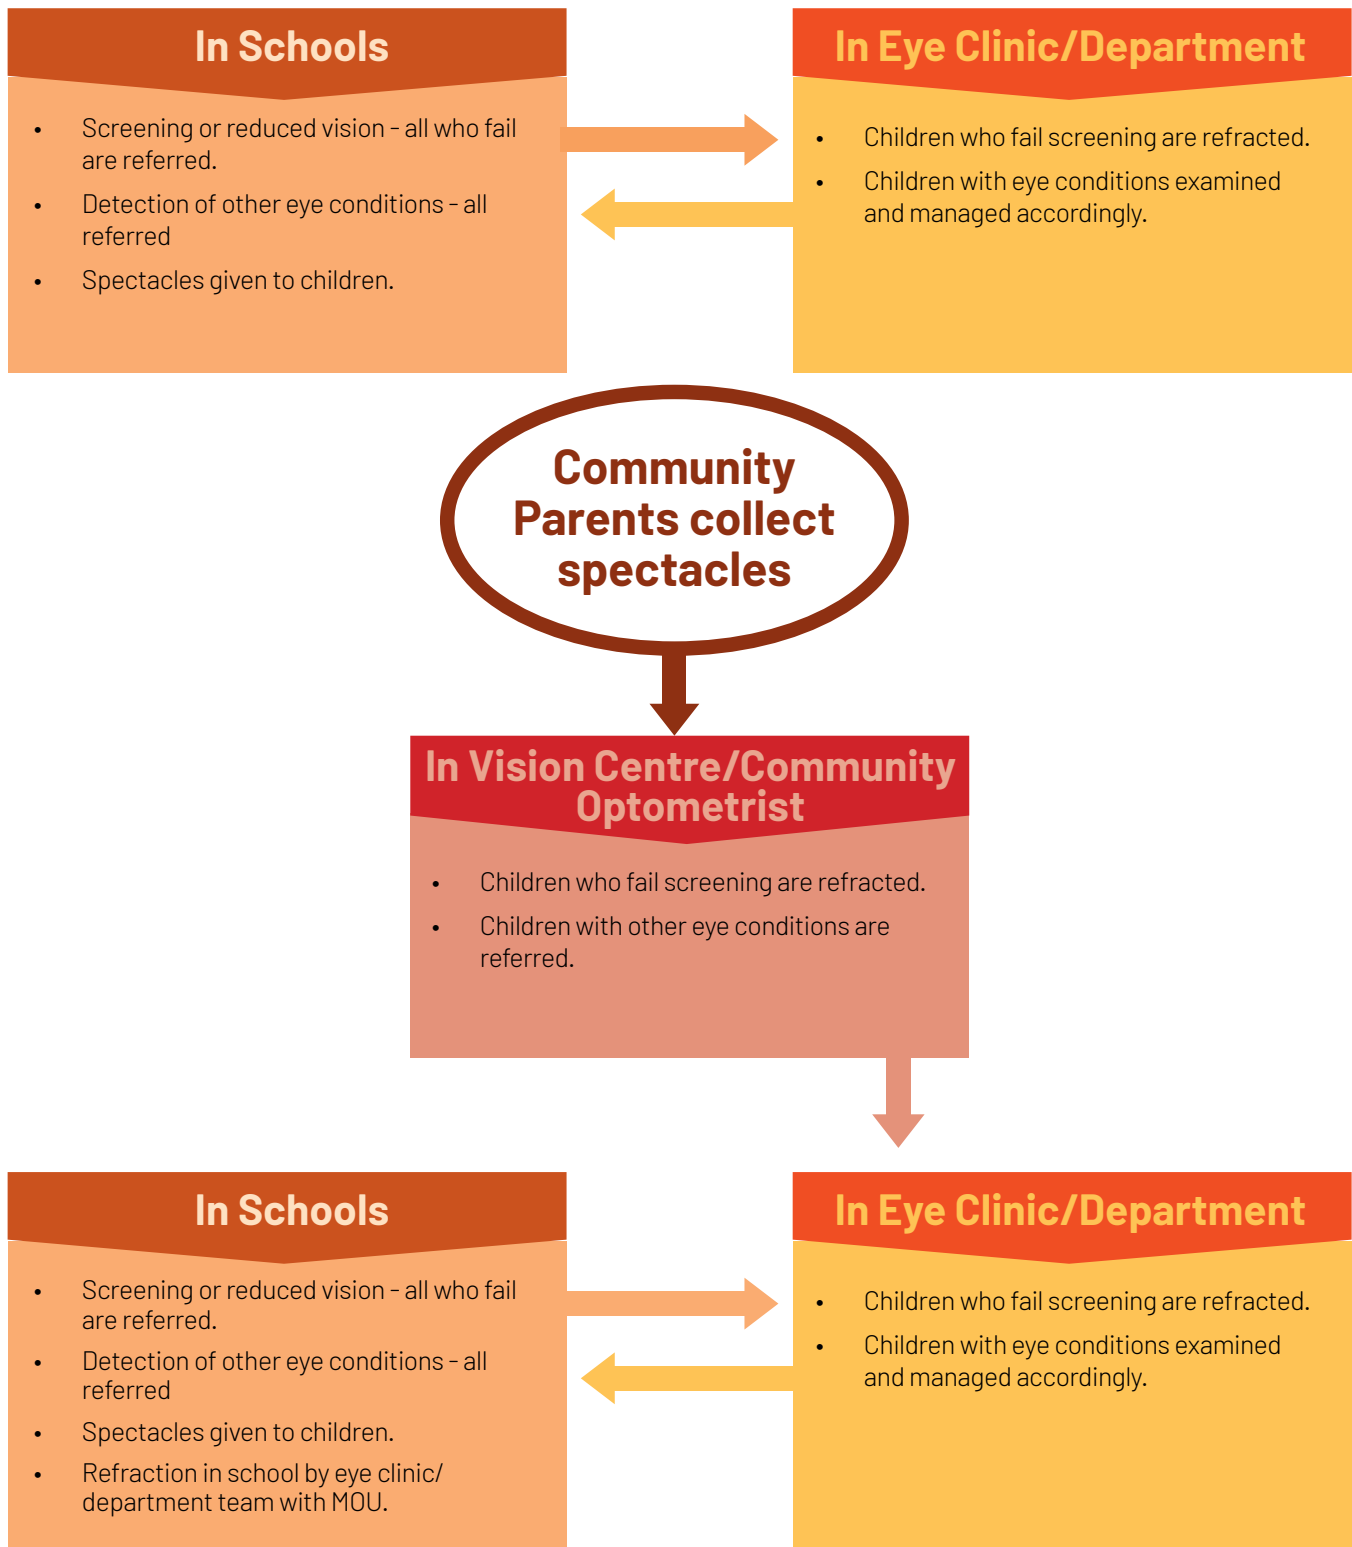 In Schools
• Screening or reduced vision - all who fail
are referred.
• Detection of other eye conditions - all
referred
• Spectacles given to children.
In Eye Clinic/Department
• Children who fail screening are refracted.
• Children with eye conditions examined
and managed accordingly.
Community
Parents collect
spectacles
In Vision Centre/Community
Optometrist
• Children who fail screening are refracted.
• Children with other eye conditions are
referred.
In Schools
• Screening or reduced vision - all who fail
are referred.
• Detection of other eye conditions - all
referred
• Spectacles given to children.
• Refraction in school by eye clinic/
department team with MOU.
In Eye Clinic/Department
• Children who fail screening are refracted.
• Children with eye conditions examined
and managed accordingly.